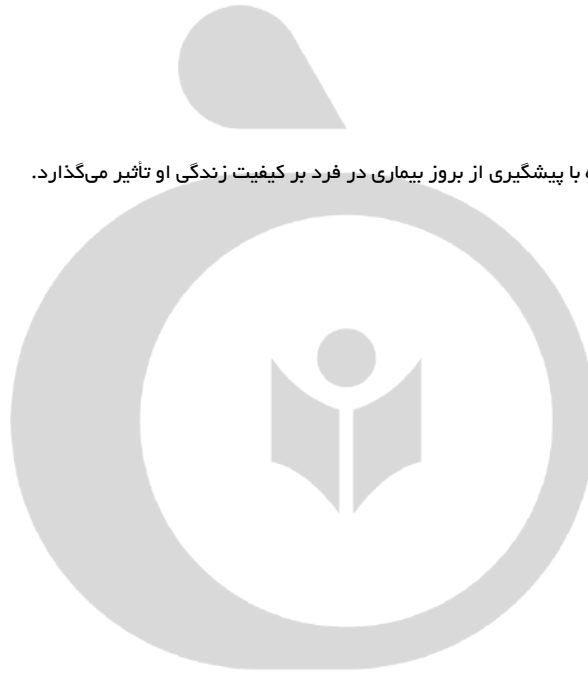 با پیشگیری از بروز بیماری در فرد بر کیفیت زندگی او تأثیر می‌گذارد.